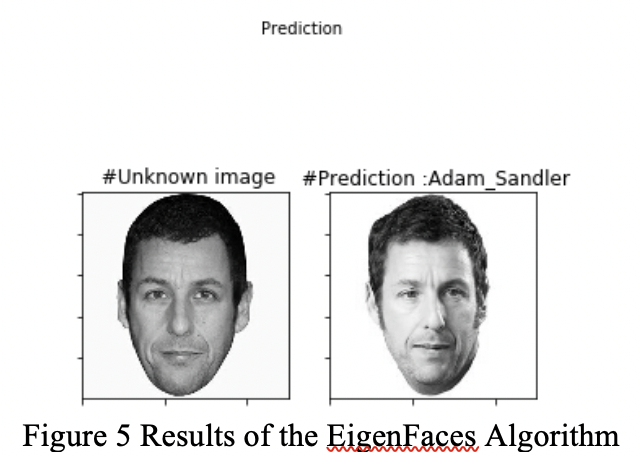 Prediction
#Unknown image
#Prediction :Adam_Sandler
Figure 5 Results of the EigenFaces Algorithm